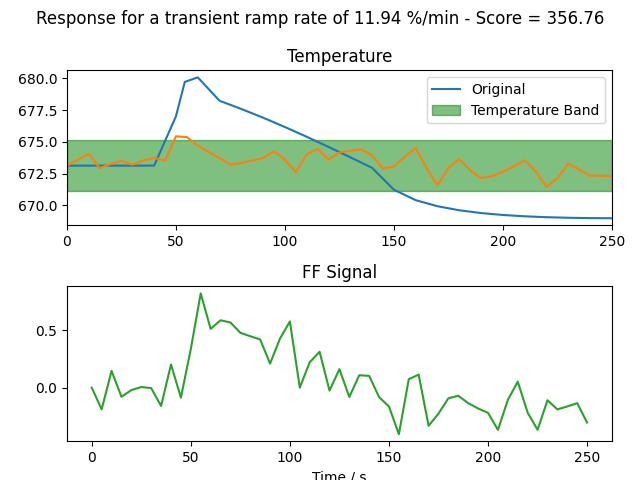 Response for a transient ramp rate of 11.94 %/min - Score = 356.76
Temperature
680.0
677.5
675.0
672.5
670.0
Original
Temperature Band
0 50 100 150 200 250
FF Signal
0.5
0.0
0 50 100 150 200 250
Time / s